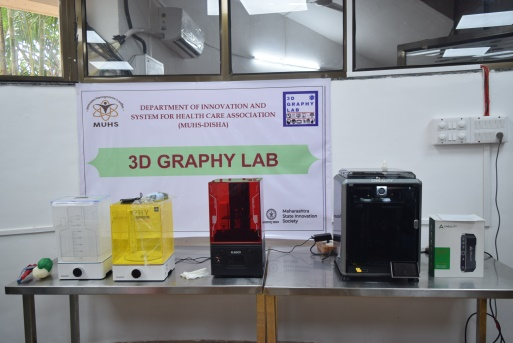 MUHS
DEPARTMENT OF INNOVATION AND
SYSTEM FOR HEALTH CARE ASSOCIATION
(MUHS-DISHA)
3D
GRAPHY
LAB
3D GRAPHY LAB
Maharashtra
State Innovation
Society